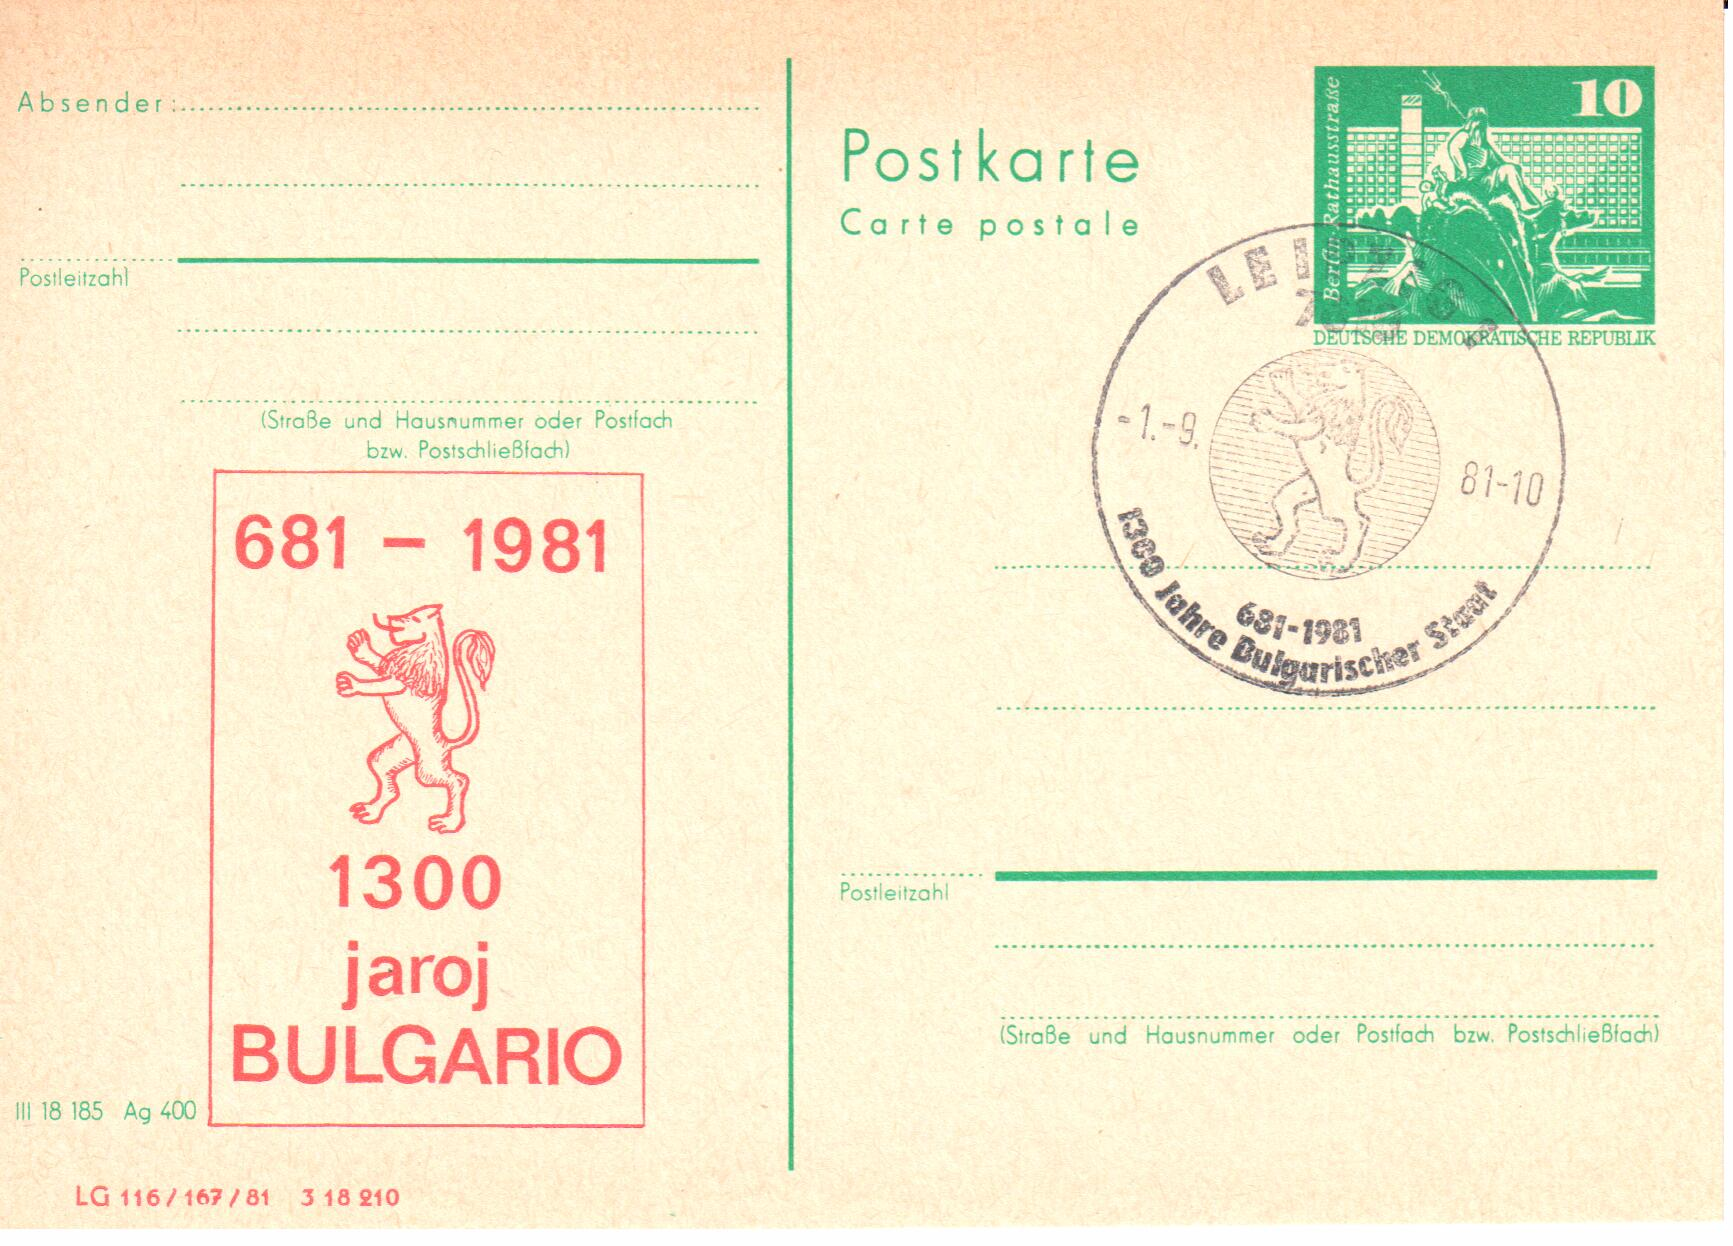 Absender:
Postleitzahl
(Straße und Hausnummer oder Postfach
bzw. Postschließfach)
681 – 1981
1300
jaroj
BULGARIO
III 18 185 Ag 400
LG 116/167/81 3 18 210
Postkarte
Carte postale
10
Berlin-Rathausstraße
DEUTSCHE DEMOKRATISCHE REPUBLIK
LEIPZIG
-1.-9.
81-10
681-1981
1300 Jahre Bulgarischer Staat
Postleitzahl
(Straße und Hausnummer oder Postfach bzw. Postschließfach)